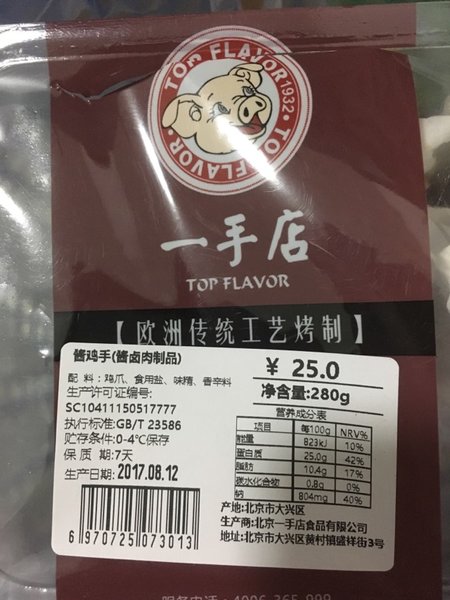 TOP FLAVOR 1932
TOP FLAVOR
一手店
TOP FLAVOR
【欧洲传统工艺烤制】
酱鸡手(酱卤肉制品)
配 料:鸡爪、食用盐、味精、香辛料
生产许可证编号:
SC10411150517777
执行标准:GB/T 23586
贮存条件:0-4℃保存
保 质 期:7天
生产日期:2017.08.12
6 970725 073013
¥ 25.0
净含量:280g
营养成分表
项目 每100g NRV%
能量 823kJ 10%
蛋白质 25.0g 42%
脂肪 10.4g 17%
碳水化合物 0.8g 0%
钠 804mg 40%
产地:北京市大兴区
生产商:北京一手店食品有限公司
地址:北京市大兴区黄村镇盛祥街3号
服务电话:4006-365-999